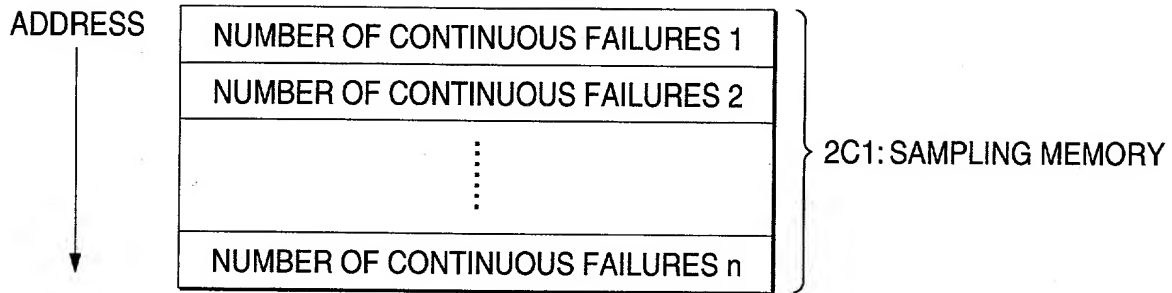 ADDRESS
NUMBER OF CONTINUOUS FAILURES 1
NUMBER OF CONTINUOUS FAILURES 2
2C1: SAMPLING MEMORY
NUMBER OF CONTINUOUS FAILURES n